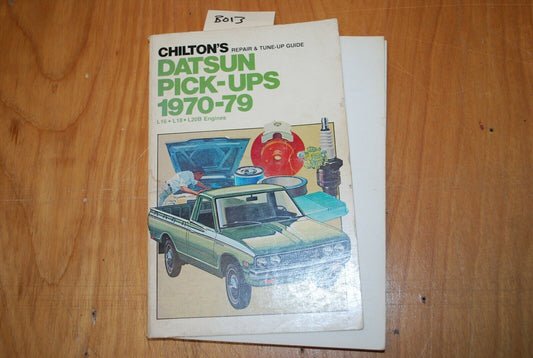 B013
CHILTON'S REPAIR & TUNE-UP GUIDE
DATSUN
PICK-UPS
1970-79
L16 • L18 • L20B Engines